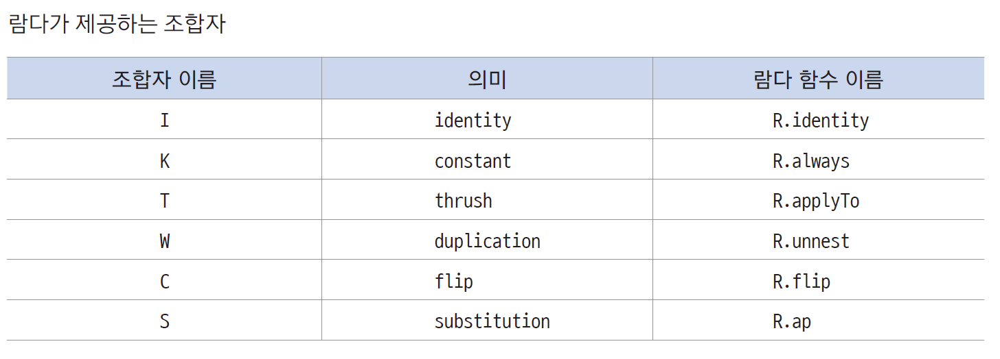 람다가 제공하는 조합자
조합자 이름 의미 람다 함수 이름
I identity R.identity
K constant R.always
T thrush R.applyTo
W duplication R.unnest
C flip R.flip
S substitution R.ap